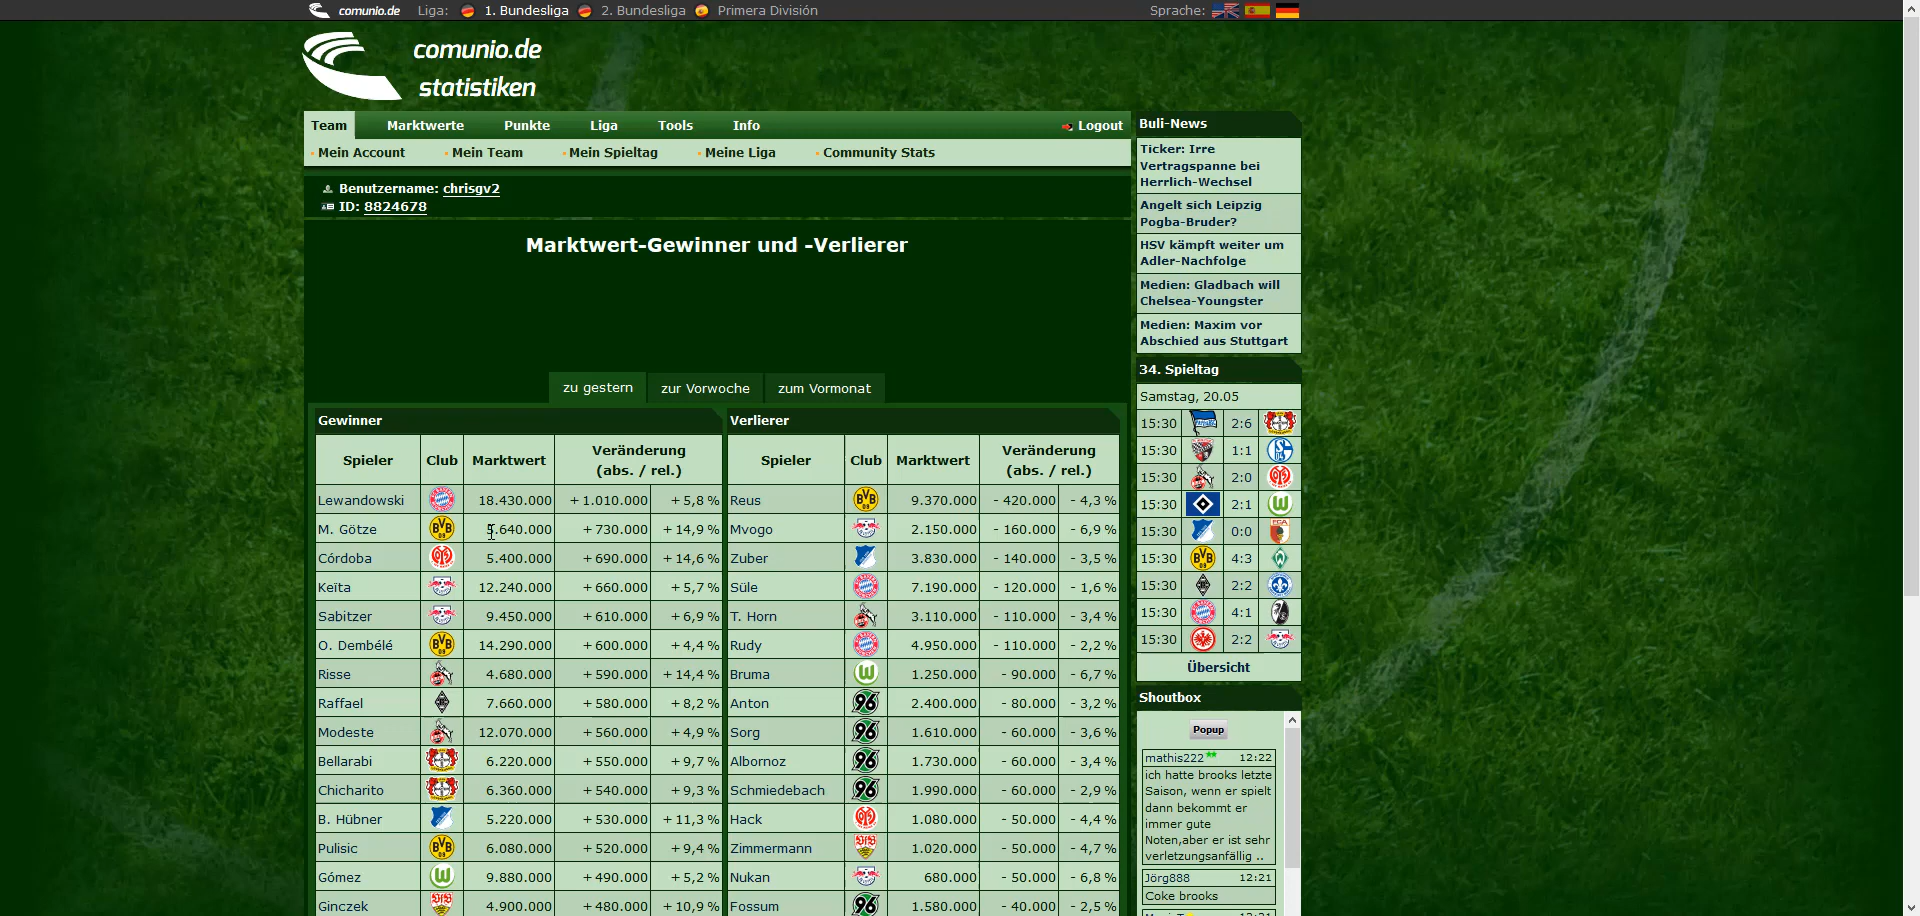 comunio.de Liga: 1. Bundesliga 2. Bundesliga Primera División Sprache:
comunio.de
statistiken
Team Marktwerte Punkte Liga Tools Info Logout
Mein Account Mein Team Mein Spieltag Meine Liga Community Stats
Benutzername: chrisgv2
ID: 8824678
Marktwert-Gewinner und -Verlierer
zu gestern zur Vorwoche zum Vormonat
Gewinner
Spieler Club Marktwert Veränderung
(abs. / rel.)
Lewandowski 18.430.000 + 1.010.000 + 5,8 %
M. Götze 5.640.000 + 730.000 + 14,9 %
Córdoba 5.400.000 + 690.000 + 14,6 %
Keïta 12.240.000 + 660.000 + 5,7 %
Sabitzer 9.450.000 + 610.000 + 6,9 %
O. Dembélé 14.290.000 + 600.000 + 4,4 %
Risse 4.680.000 + 590.000 + 14,4 %
Raffael 7.660.000 + 580.000 + 8,2 %
Modeste 12.070.000 + 560.000 + 4,9 %
Bellarabi 6.220.000 + 550.000 + 9,7 %
Chicharito 6.360.000 + 540.000 + 9,3 %
B. Hübner 5.220.000 + 530.000 + 11,3 %
Pulisic 6.080.000 + 520.000 + 9,4 %
Gómez 9.880.000 + 490.000 + 5,2 %
Ginczek 4.900.000 + 480.000 + 10,9 %
Verlierer
Spieler Club Marktwert Veränderung
(abs. / rel.)
Reus 9.370.000 - 420.000 - 4,3 %
Mvogo 2.150.000 - 160.000 - 6,9 %
Zuber 3.830.000 - 140.000 - 3,5 %
Süle 7.190.000 - 120.000 - 1,6 %
T. Horn 3.110.000 - 110.000 - 3,4 %
Rudy 4.950.000 - 110.000 - 2,2 %
Bruma 1.250.000 - 90.000 - 6,7 %
Anton 2.400.000 - 80.000 - 3,2 %
Sorg 1.610.000 - 60.000 - 3,6 %
Albornoz 1.730.000 - 60.000 - 3,4 %
Schmiedebach 1.990.000 - 60.000 - 2,9 %
Hack 1.080.000 - 50.000 - 4,4 %
Zimmermann 1.020.000 - 50.000 - 4,7 %
Nukan 680.000 - 50.000 - 6,8 %
Fossum 1.580.000 - 40.000 - 2,5 %
Buli-News
Ticker: Irre
Vertragspanne bei
Herrlich-Wechsel
Angelt sich Leipzig
Pogba-Bruder?
HSV kämpft weiter um
Adler-Nachfolge
Medien: Gladbach will
Chelsea-Youngster
Medien: Maxim vor
Abschied aus Stuttgart
34. Spieltag
Samstag, 20.05
15:30 2:6
15:30 1:1
15:30 2:0
15:30 2:1
15:30 0:0
15:30 4:3
15:30 2:2
15:30 4:1
15:30 2:2
Übersicht
Shoutbox
Popup
mathis222 12:22
ich hatte brooks letzte
Saison, wenn er spielt
dann bekommt er
immer gute
Noten,aber er ist sehr
verletzungsanfällig ..
Jörg888 12:21
Coke brooks